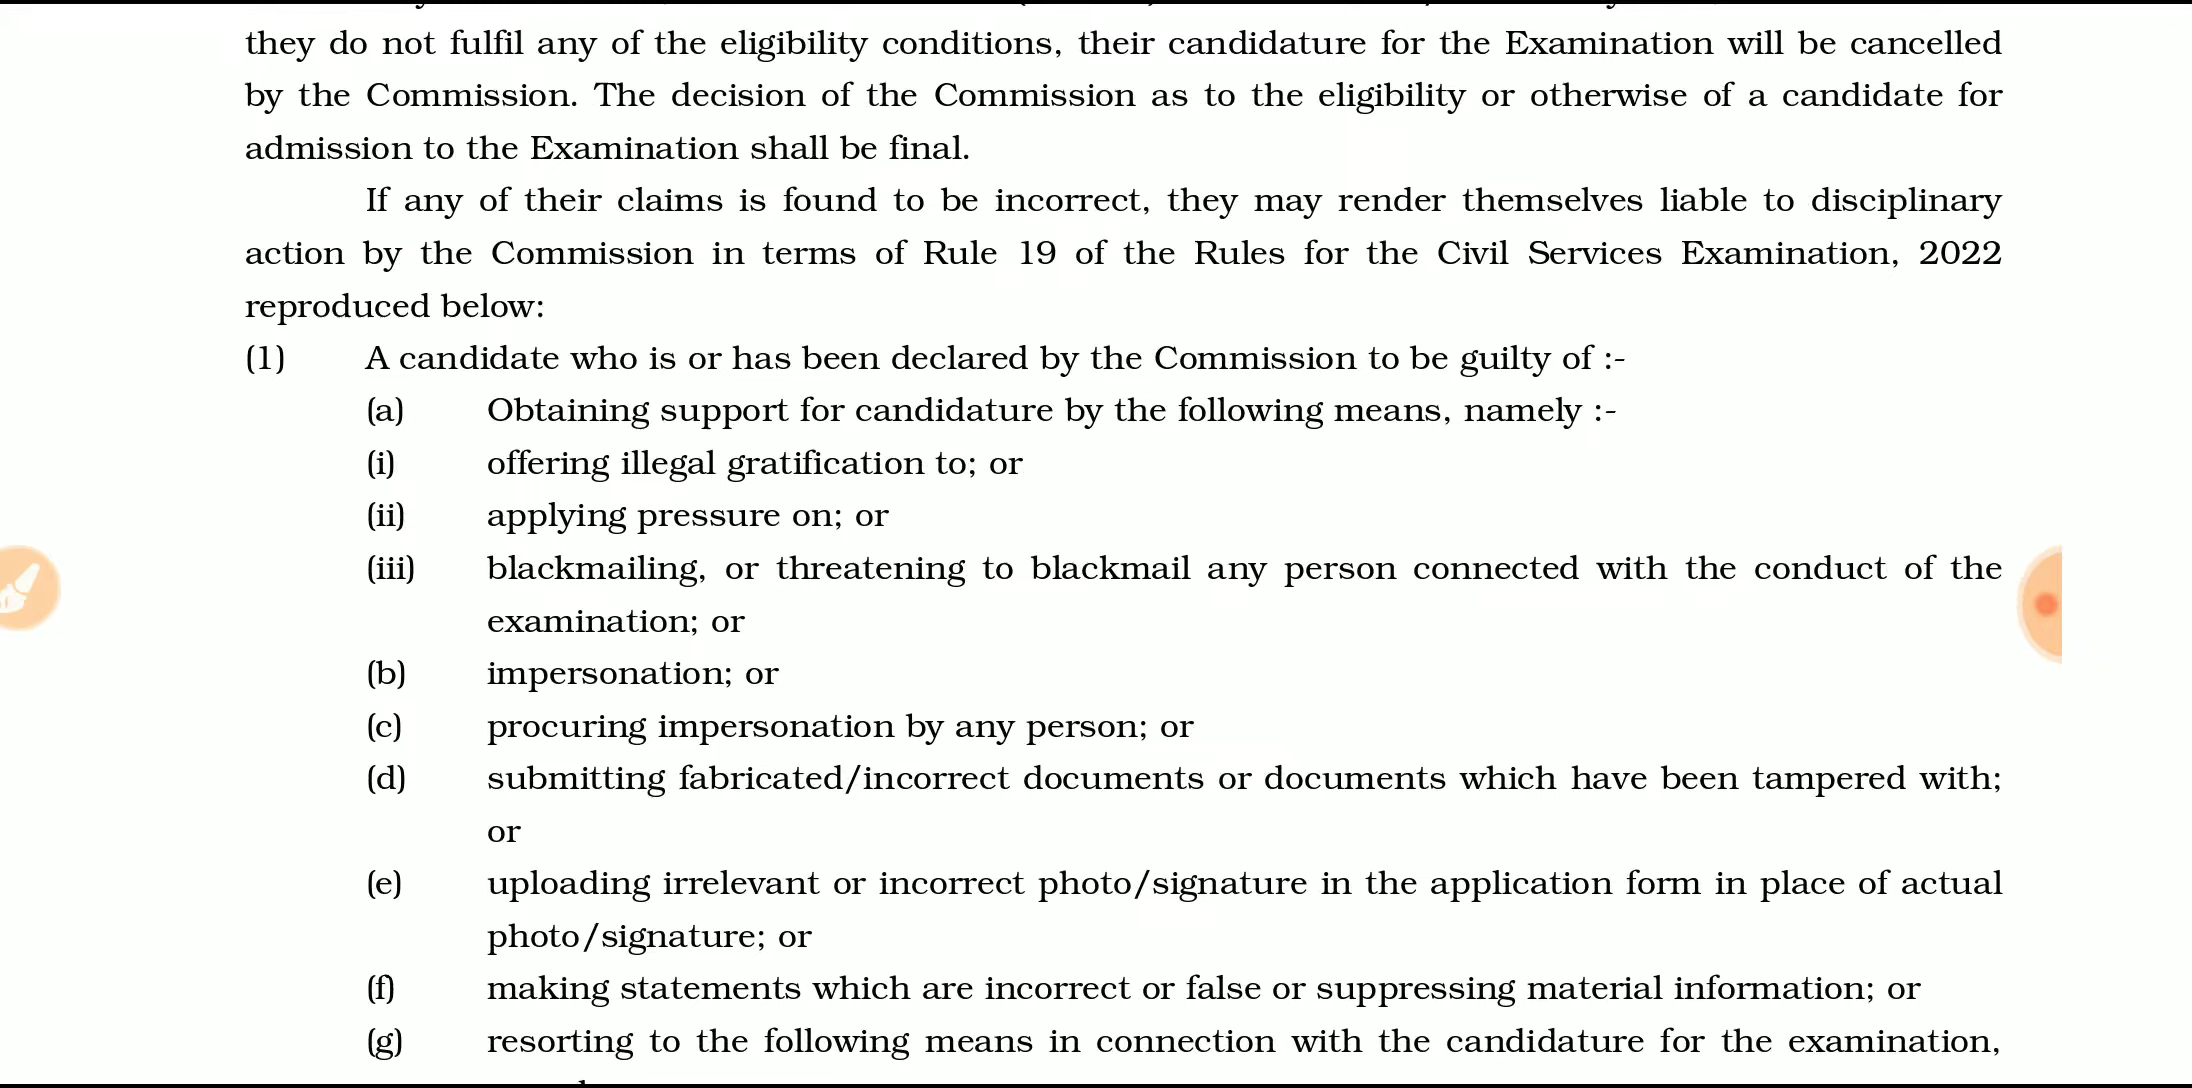 they do not fulfil any of the eligibility conditions, their candidature for the Examination will be cancelled
by the Commission. The decision of the Commission as to the eligibility or otherwise of a candidate for
admission to the Examination shall be final.
If any of their claims is found to be incorrect, they may render themselves liable to disciplinary
action by the Commission in terms of Rule 19 of the Rules for the Civil Services Examination, 2022
reproduced below:
(1) A candidate who is or has been declared by the Commission to be guilty of :-
(a) Obtaining support for candidature by the following means, namely :-
(i) offering illegal gratification to; or
(ii) applying pressure on; or
(iii) blackmailing, or threatening to blackmail any person connected with the conduct of the
examination; or
(b) impersonation; or
(c) procuring impersonation by any person; or
(d) submitting fabricated/incorrect documents or documents which have been tampered with;
or
(e) uploading irrelevant or incorrect photo/signature in the application form in place of actual
photo/signature; or
(f) making statements which are incorrect or false or suppressing material information; or
(g) resorting to the following means in connection with the candidature for the examination,